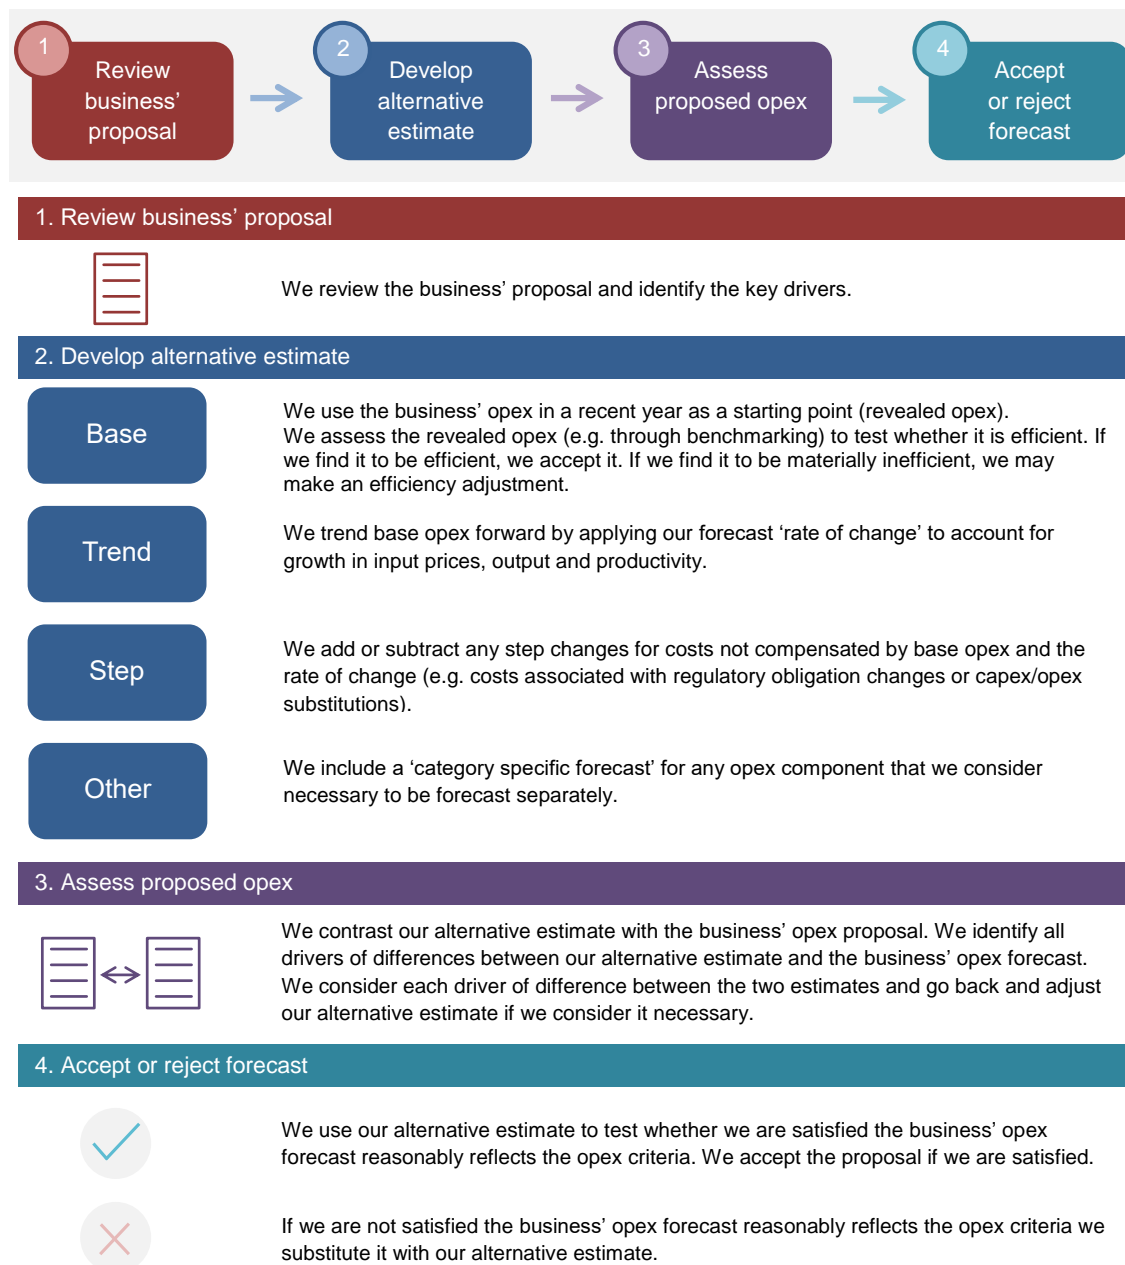 1
Review
business’
proposal
2
Develop
alternative
estimate
3
Assess
proposed opex
4
Accept
or reject
forecast
1. Review business’ proposal
We review the business’ proposal and identify the key drivers.
2. Develop alternative estimate
Base
We use the business’ opex in a recent year as a starting point (revealed opex).
We assess the revealed opex (e.g. through benchmarking) to test whether it is efficient. If
we find it to be efficient, we accept it. If we find it to be materially inefficient, we may
make an efficiency adjustment.
Trend
We trend base opex forward by applying our forecast ‘rate of change’ to account for
growth in input prices, output and productivity.
Step
We add or subtract any step changes for costs not compensated by base opex and the
rate of change (e.g. costs associated with regulatory obligation changes or capex/opex
substitutions).
Other
We include a ‘category specific forecast’ for any opex component that we consider
necessary to be forecast separately.
3. Assess proposed opex
We contrast our alternative estimate with the business’ opex proposal. We identify all
drivers of differences between our alternative estimate and the business’ opex forecast.
We consider each driver of difference between the two estimates and go back and adjust
our alternative estimate if we consider it necessary.
4. Accept or reject forecast
We use our alternative estimate to test whether we are satisfied the business’ opex
forecast reasonably reflects the opex criteria. We accept the proposal if we are satisfied.
If we are not satisfied the business’ opex forecast reasonably reflects the opex criteria we
substitute it with our alternative estimate.